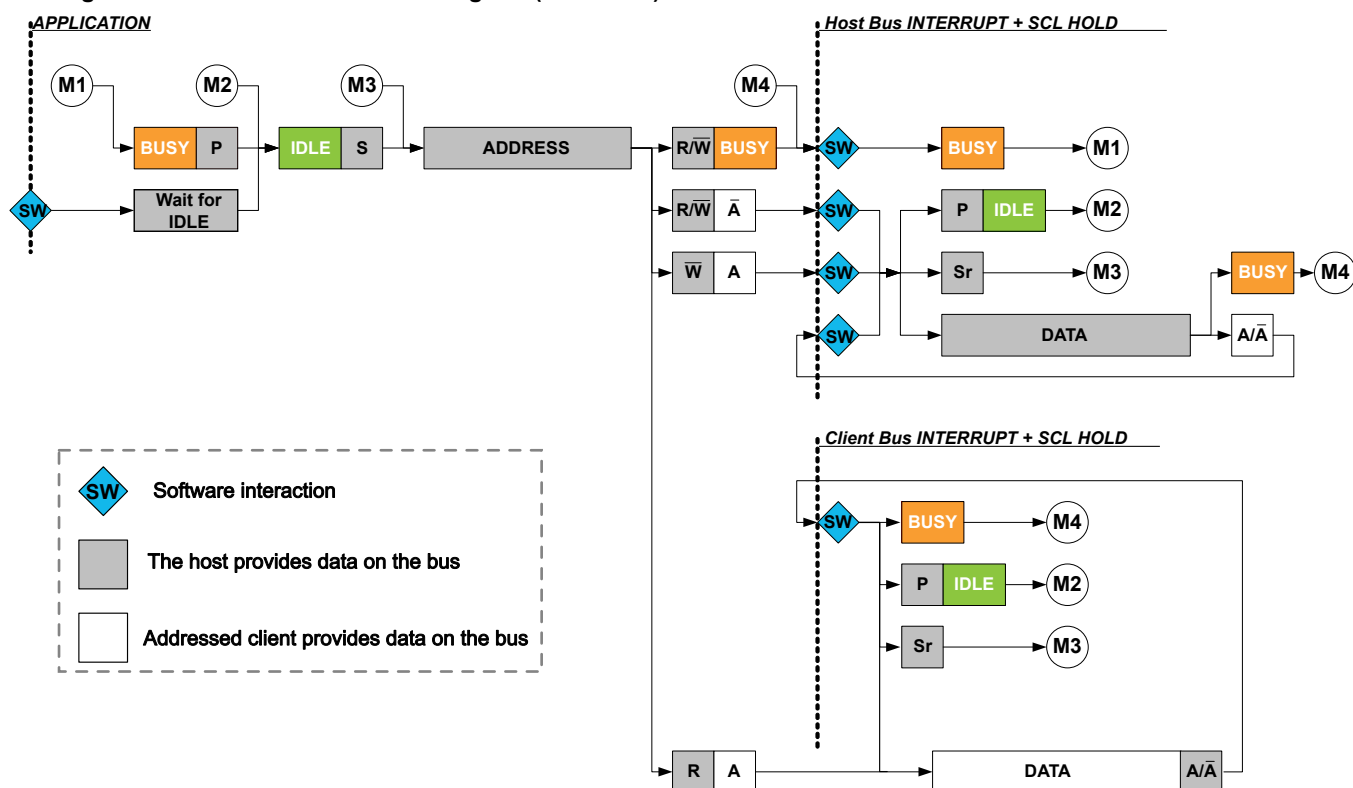 APPLICATION
Host Bus INTERRUPT + SCL HOLD
M1
M2
M3
M4
BUSY P
IDLE S
ADDRESS
R/W̅ BUSY
SW
BUSY
M1
SW
Wait for
IDLE
R/W̅ A̅
SW
P IDLE
M2
W̅ A
SW
Sr
M3
BUSY
M4
SW
DATA
A/A̅
Client Bus INTERRUPT + SCL HOLD
SW
Software interaction
The host provides data on the bus
Addressed client provides data on the bus
SW
BUSY
M4
P IDLE
M2
Sr
M3
R A
DATA
A/A̅